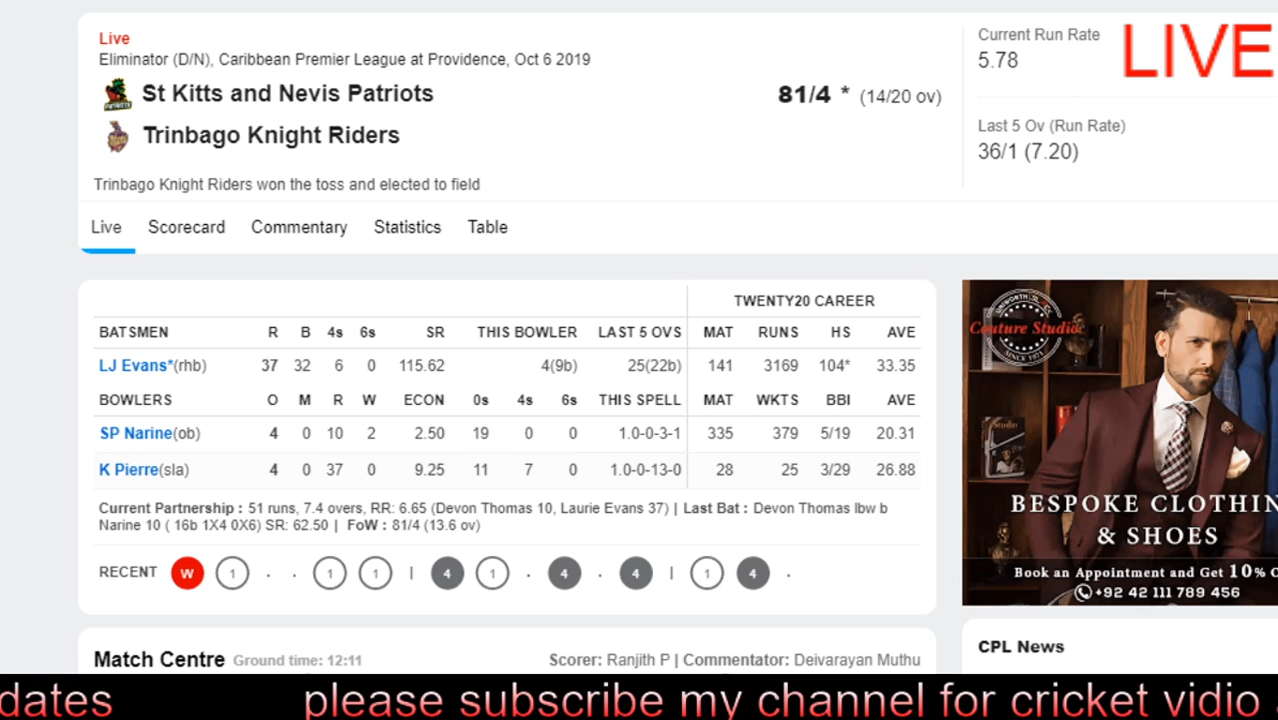 Live
Eliminator (D/N), Caribbean Premier League at Providence, Oct 6 2019
St Kitts and Nevis Patriots 81/4 * (14/20 ov)
Trinbago Knight Riders
Trinbago Knight Riders won the toss and elected to field
Current Run Rate
5.78
LIVE
Last 5 Ov (Run Rate)
36/1 (7.20)
Live Scorecard Commentary Statistics Table
TWENTY20 CAREER
BATSMEN R B 4s 6s SR THIS BOWLER LAST 5 OVS MAT RUNS HS AVE
LJ Evans*(rhb) 37 32 6 0 115.62 4(9b) 25(22b) 141 3169 104* 33.35
BOWLERS O M R W ECON 0s 4s 6s THIS SPELL MAT WKTS BBI AVE
SP Narine(ob) 4 0 10 2 2.50 19 0 0 1.0-0-3-1 335 379 5/19 20.31
K Pierre(sla) 4 0 37 0 9.25 11 7 0 1.0-0-13-0 28 25 3/29 26.88
Current Partnership : 51 runs, 7.4 overs, RR: 6.65 (Devon Thomas 10, Laurie Evans 37) | Last Bat : Devon Thomas lbw b
Narine 10 ( 16b 1X4 0X6) SR: 62.50 | FoW : 81/4 (13.6 ov)
RECENT W 1 . . 1 1 | 4 1 . 4 . 4 | 1 4 .
Couture Studio
SINCE 1971
Studio
BESPOKE CLOTHIN
& SHOES
Book an Appointment and Get 10%
+92 42 111 789 456
Match Centre Ground time: 12:11 Scorer: Ranjith P | Commentator: Deivarayan Muthu
CPL News
dates please subscribe my channel for cricket vidio